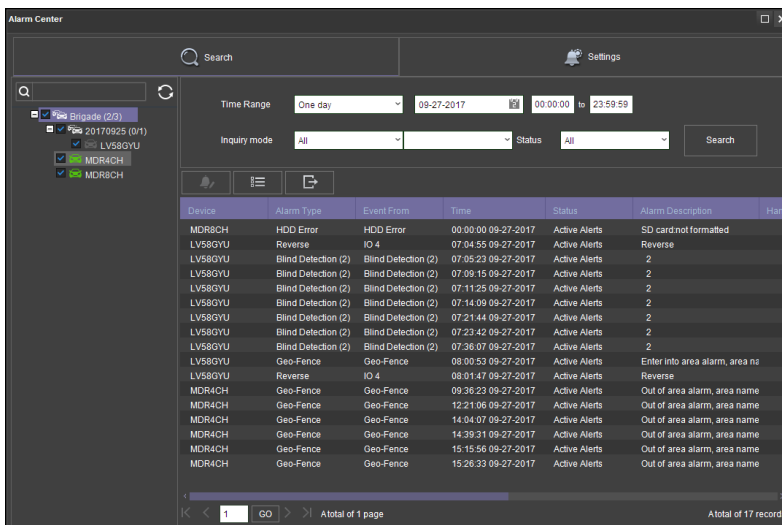 Alarm Center
Search
Settings
Brigade (2/3)
20170925 (0/1)
LV58GYU
MDR4CH
MDR8CH
Time Range One day 09-27-2017 00:00:00 to 23:59:59
Inquiry mode All Status All Search
Device Alarm Type Event From Time Status Alarm Description Han
MDR8CH HDD Error HDD Error 00:00:00 09-27-2017 Active Alerts SD card:not formatted
LV58GYU Reverse IO 4 07:04:55 09-27-2017 Active Alerts Reverse
LV58GYU Blind Detection (2) Blind Detection (2) 07:05:23 09-27-2017 Active Alerts 2
LV58GYU Blind Detection (2) Blind Detection (2) 07:09:15 09-27-2017 Active Alerts 2
LV58GYU Blind Detection (2) Blind Detection (2) 07:11:25 09-27-2017 Active Alerts 2
LV58GYU Blind Detection (2) Blind Detection (2) 07:14:09 09-27-2017 Active Alerts 2
LV58GYU Blind Detection (2) Blind Detection (2) 07:21:44 09-27-2017 Active Alerts 2
LV58GYU Blind Detection (2) Blind Detection (2) 07:23:42 09-27-2017 Active Alerts 2
LV58GYU Blind Detection (2) Blind Detection (2) 07:36:07 09-27-2017 Active Alerts 2
LV58GYU Geo-Fence Geo-Fence 08:00:53 09-27-2017 Active Alerts Enter into area alarm, area na
LV58GYU Reverse IO 4 08:01:47 09-27-2017 Active Alerts Reverse
MDR4CH Geo-Fence Geo-Fence 09:36:23 09-27-2017 Active Alerts Out of area alarm, area name
MDR4CH Geo-Fence Geo-Fence 12:21:06 09-27-2017 Active Alerts Out of area alarm, area name
MDR4CH Geo-Fence Geo-Fence 14:04:07 09-27-2017 Active Alerts Out of area alarm, area name
MDR4CH Geo-Fence Geo-Fence 14:39:31 09-27-2017 Active Alerts Out of area alarm, area name
MDR4CH Geo-Fence Geo-Fence 15:15:56 09-27-2017 Active Alerts Out of area alarm, area name
MDR4CH Geo-Fence Geo-Fence 15:26:33 09-27-2017 Active Alerts Out of area alarm, area name
1 GO Atotal of 1 page Atotal of 17 record